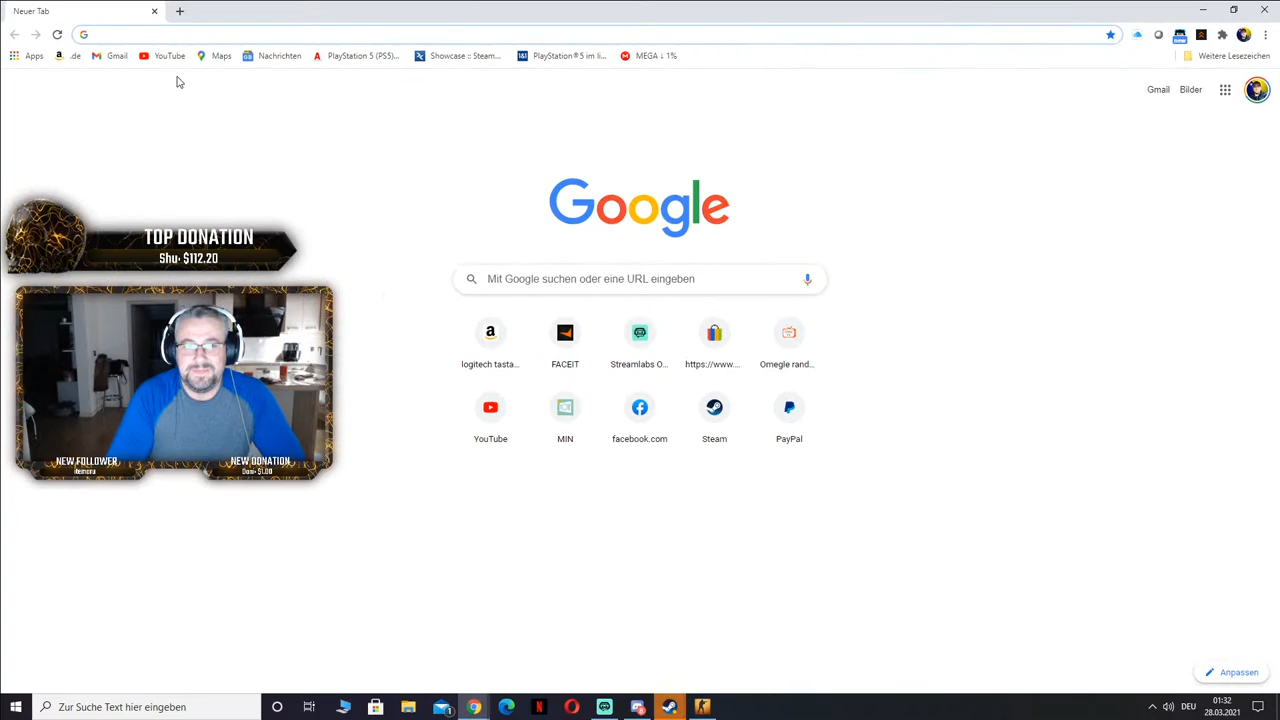 Neuer Tab
Apps .de Gmail YouTube Maps Nachrichten PlayStation 5 (PS5)... Showcase :: Steam... PlayStation®5 im li... MEGA ↓ 1% Weitere Lesezeichen
Gmail Bilder
Google
TOP DONATION
Shu: $112.20
Mit Google suchen oder eine URL eingeben
logitech tasta... FACEIT Streamlabs O... https://www.... Omegle rand...
YouTube MIN facebook.com Steam PayPal
NEW FOLLOWER NEW DONATION
$1.00
Anpassen
Zur Suche Text hier eingeben
DEU
01:32
28.03.2021